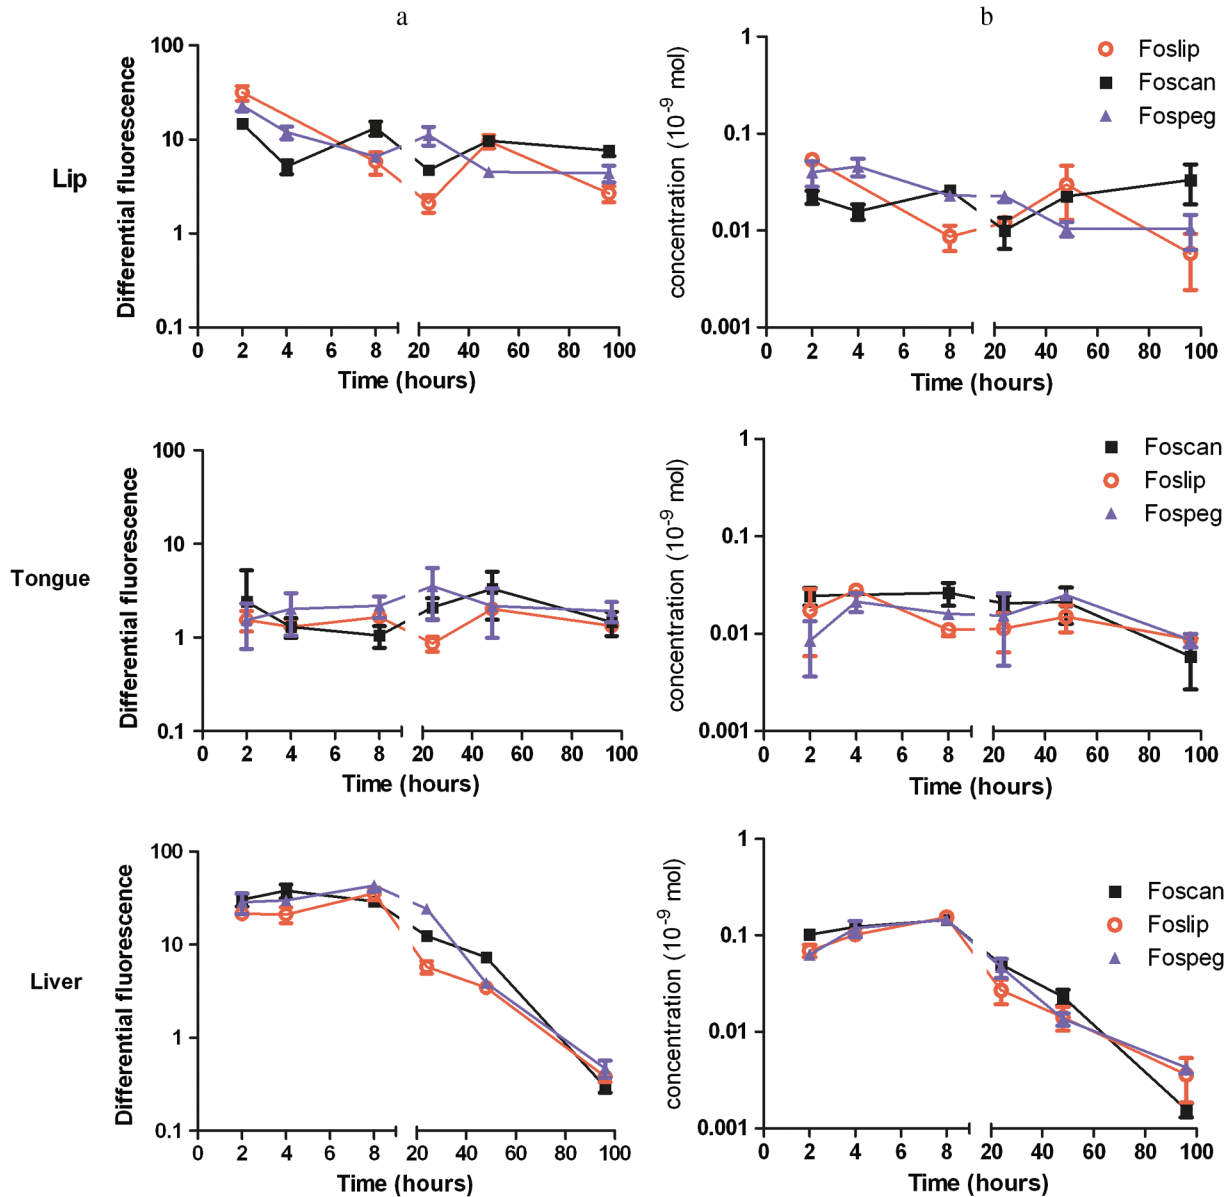 a
b
Lip
Differential fluorescence
100
10
1
0.1
0 2 4 6 8 20 40 60 80 100
Time (hours)
concentration (10⁻⁹ mol)
1
0.1
0.01
0.001
0 2 4 6 8 20 40 60 80 100
Time (hours)
Foslip
Foscan
Fospeg
Tongue
Differential fluorescence
100
10
1
0.1
0 2 4 6 8 20 40 60 80 100
Time (hours)
concentration (10⁻⁹ mol)
1
0.1
0.01
0.001
0 2 4 6 8 20 40 60 80 100
Time (hours)
Foscan
Foslip
Fospeg
Liver
Differential fluorescence
100
10
1
0.1
0 2 4 6 8 20 40 60 80 100
Time (hours)
concentration (10⁻⁹ mol)
1
0.1
0.01
0.001
0 2 4 6 8 20 40 60 80 100
Time (hours)
Foscan
Foslip
Fospeg